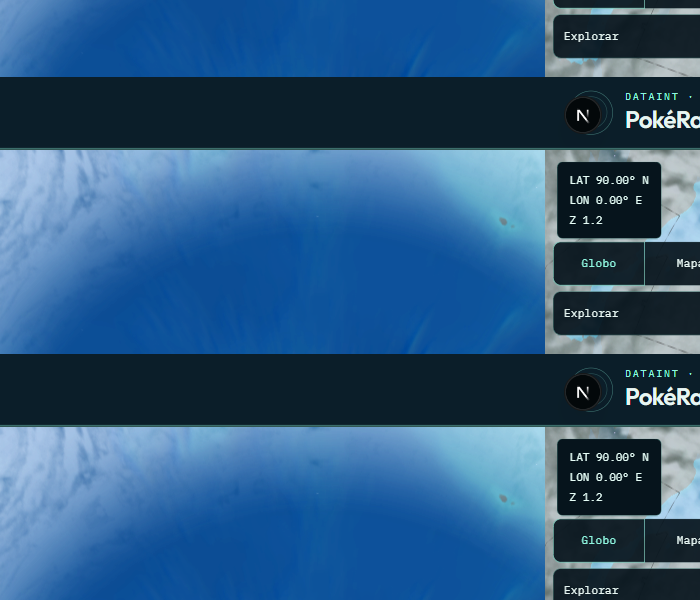 Explorar
DATAINT ·
N
PokéRo
LAT 90.00° N
LON 0.00° E
Z 1.2
Globo
Mapa
Explorar
DATAINT ·
N
PokéRo
LAT 90.00° N
LON 0.00° E
Z 1.2
Globo
Mapa
Explorar